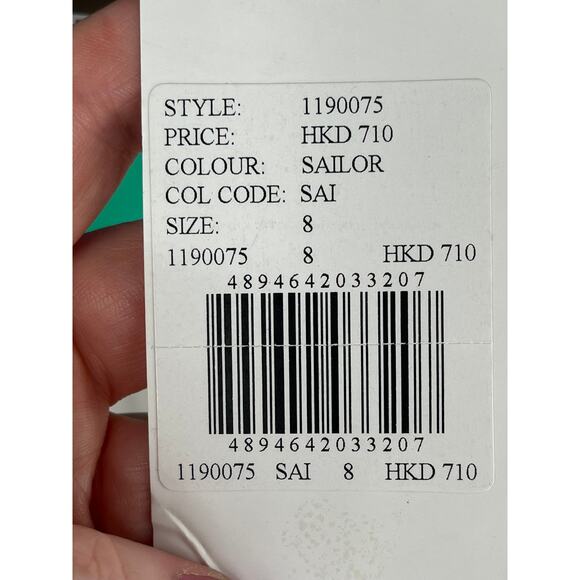 STYLE: 1190075
PRICE: HKD 710
COLOUR: SAILOR
COL CODE: SAI
SIZE: 8
1190075 8 HKD 710
4894642033207
4894642033207
1190075 SAI 8 HKD 710